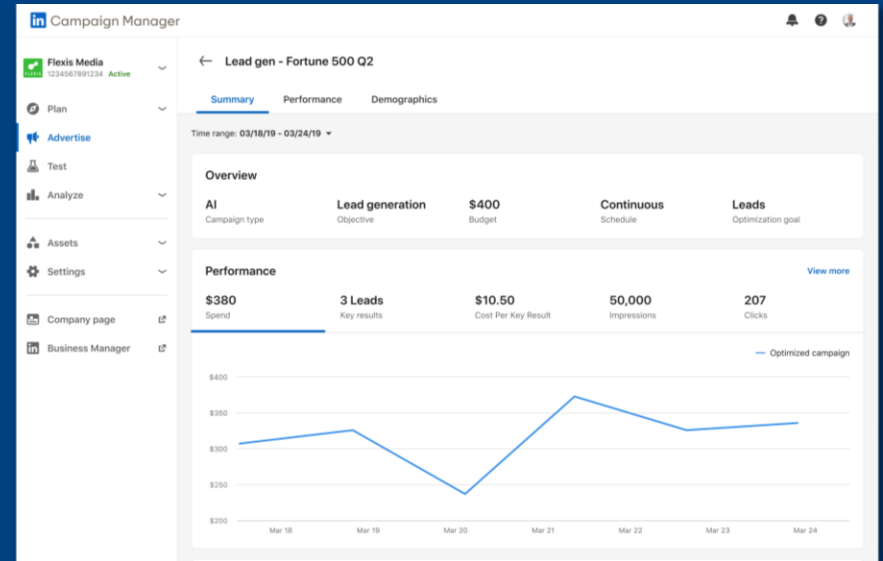 in Campaign Manager
Flexis Media
1234567891234 Active
FLEXIS
Plan
Advertise
Test
Analyze
Assets
Settings
Company page
in Business Manager
Lead gen - Fortune 500 Q2
Summary Performance Demographics
Time range: 03/18/19 - 03/24/19
Overview
AI Lead generation $400 Continuous Leads
Campaign type Objective Budget Schedule Optimization goal
Performance View more
$380 3 Leads $10.50 50,000 207
Spend Key results Cost Per Key Result Impressions Clicks
Optimized campaign
$400
$350
$300
$250
$200
Mar 18 Mar 19 Mar 20 Mar 21 Mar 22 Mar 23 Mar 24